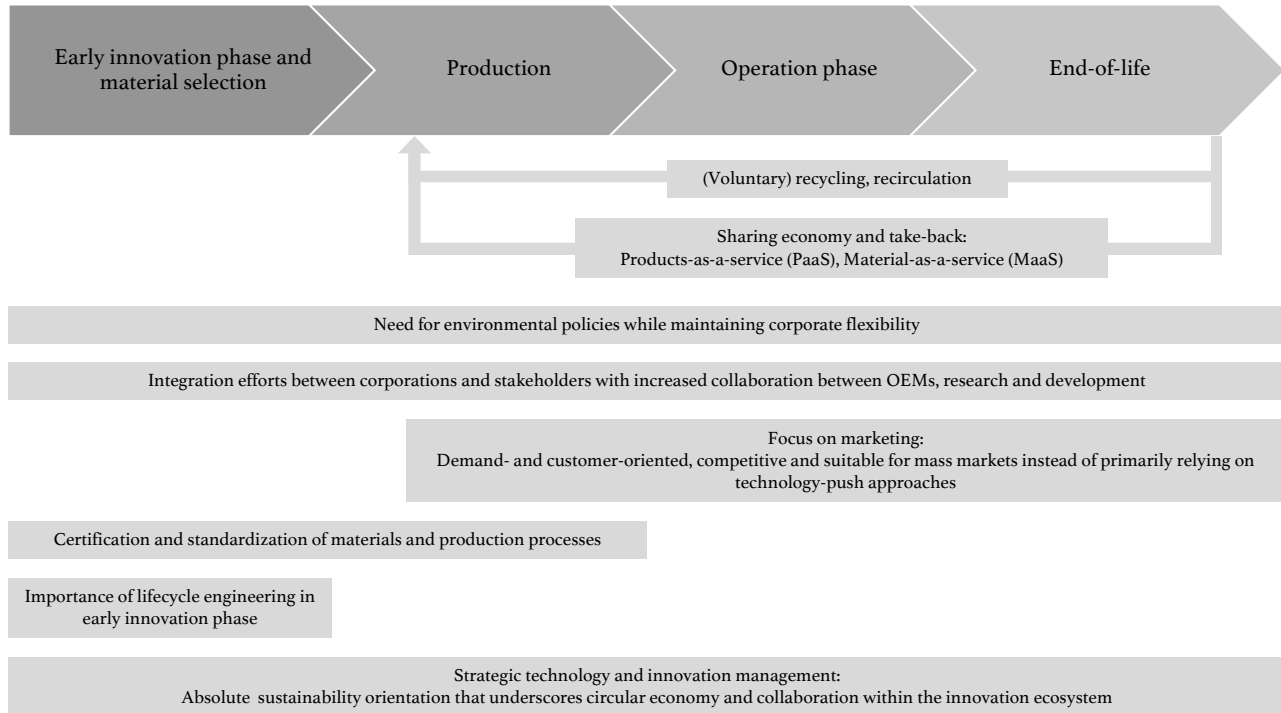 Early innovation phase and
material selection
Production
Operation phase
End-of-life
(Voluntary) recycling, recirculation
Sharing economy and take-back:
Products-as-a-service (PaaS), Material-as-a-service (MaaS)
Need for environmental policies while maintaining corporate flexibility
Integration efforts between corporations and stakeholders with increased collaboration between OEMs, research and development
Focus on marketing:
Demand- and customer-oriented, competitive and suitable for mass markets instead of primarily relying on
technology-push approaches
Certification and standardization of materials and production processes
Importance of lifecycle engineering in
early innovation phase
Strategic technology and innovation management:
Absolute sustainability orientation that underscores circular economy and collaboration within the innovation ecosystem